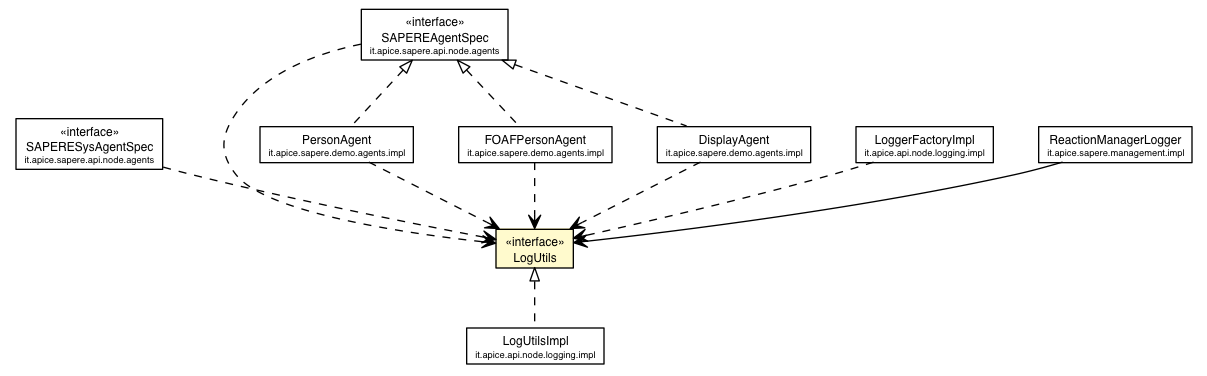 «interface»
SAPEREAgentSpec
it.apice.sapere.api.node.agents
«interface»
SAPERESysAgentSpec
it.apice.sapere.api.node.agents
PersonAgent
it.apice.sapere.demo.agents.impl
FOAFPersonAgent
it.apice.sapere.demo.agents.impl
DisplayAgent
it.apice.sapere.demo.agents.impl
LoggerFactoryImpl
it.apice.api.node.logging.impl
ReactionManagerLogger
it.apice.sapere.management.impl
«interface»
LogUtils
LogUtilsImpl
it.apice.api.node.logging.impl